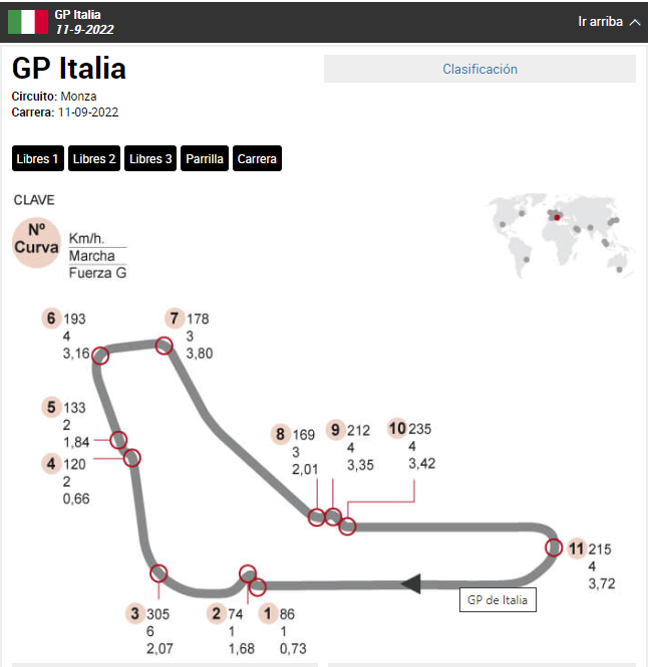 GP Italia
11-9-2022
Ir arriba
GP Italia
Clasificación
Circuito: Monza
Carrera: 11-09-2022
Libres 1 Libres 2 Libres 3 Parrilla Carrera
CLAVE
Nº
Curva
Km/h.
Marcha
Fuerza G
6 193
4
3,16
7 178
3
3,80
5 133
2
1,84
4 120
2
0,66
8 169
3
2,01
9 212
4
3,35
10 235
4
3,42
11 215
4
3,72
GP de Italia
3 305
6
2,07
2 74
1
1,68
1 86
1
0,73